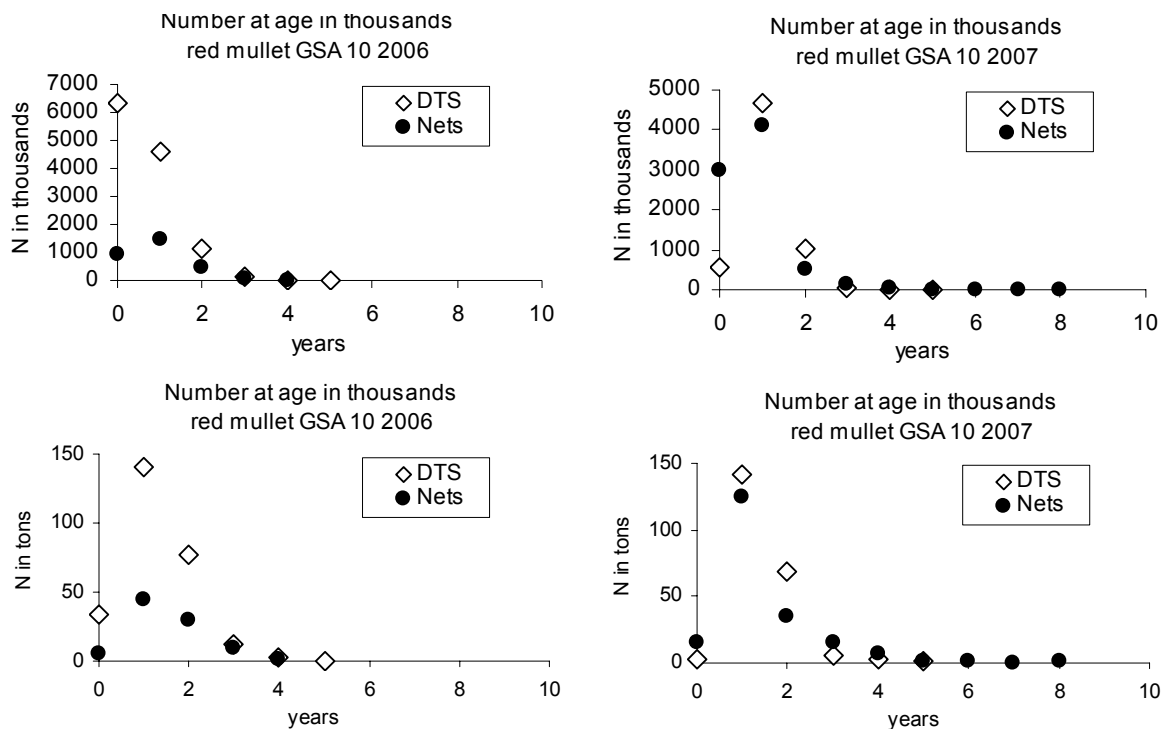 Number at age in thousands
red mullet GSA 10 2006
N in thousands
7000
6000
5000
4000
3000
2000
1000
0
DTS
Nets
0 2 4 6 8 10
years
Number at age in thousands
red mullet GSA 10 2007
N in thousands
5000
4000
3000
2000
1000
0
DTS
Nets
0 2 4 6 8 10
years
Number at age in thousands
red mullet GSA 10 2006
N in tons
150
100
50
0
DTS
Nets
0 2 4 6 8 10
years
Number at age in thousands
red mullet GSA 10 2007
N in tons
150
100
50
0
DTS
Nets
0 2 4 6 8 10
years